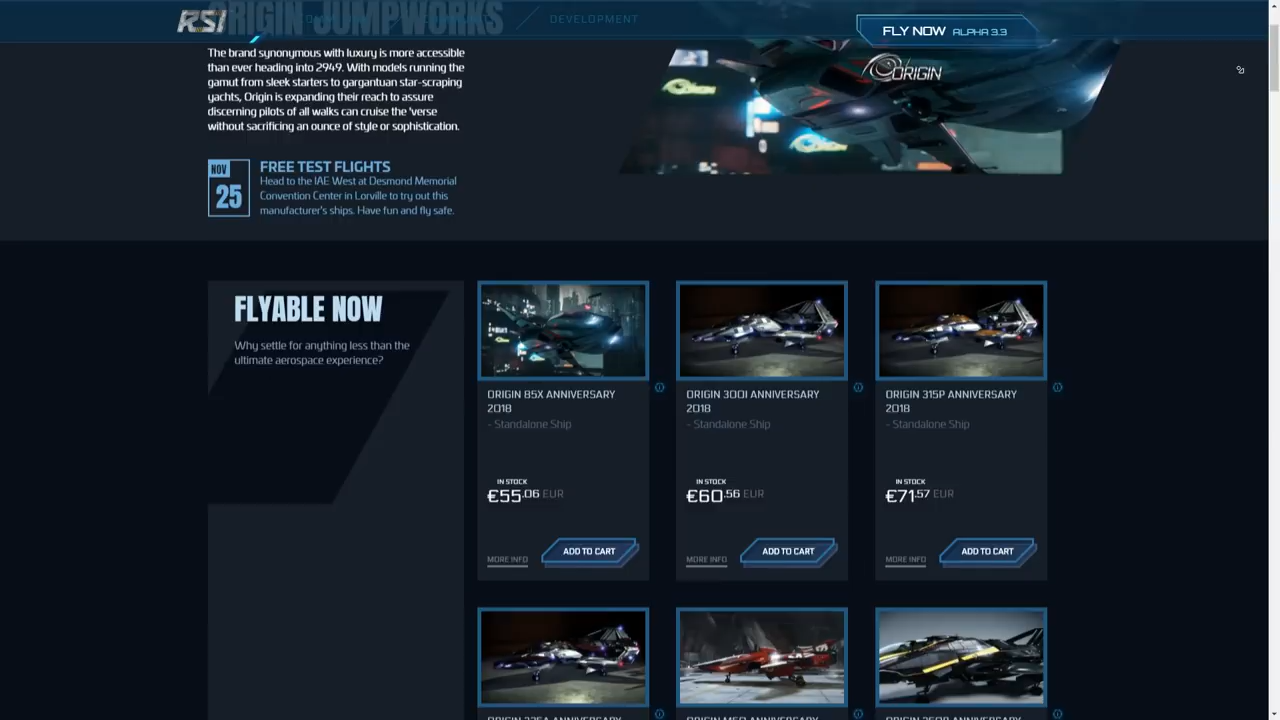 RSI
ORIGIN JUMPWORKS
DEVELOPMENT
FLY NOW ALPHA 3.3
The brand synonymous with luxury is more accessible
than ever heading into 2949. With models running the
gamut from sleek starters to gargantuan star-scraping
yachts, Origin is expanding their reach to assure
discerning pilots of all walks can cruise the 'verse
without sacrificing an ounce of style or sophistication.
ORIGIN
NOV
25
FREE TEST FLIGHTS
Head to the IAE West at Desmond Memorial
Convention Center in Lorville to try out this
manufacturer's ships. Have fun and fly safe.
FLYABLE NOW
Why settle for anything less than the
ultimate aerospace experience?
ORIGIN 85X ANNIVERSARY
2018
- Standalone Ship
IN STOCK
€55.06 EUR
MORE INFO
ADD TO CART
ORIGIN 300I ANNIVERSARY
2018
- Standalone Ship
IN STOCK
€60.56 EUR
MORE INFO
ADD TO CART
ORIGIN 315P ANNIVERSARY
2018
- Standalone Ship
IN STOCK
€71.57 EUR
MORE INFO
ADD TO CART